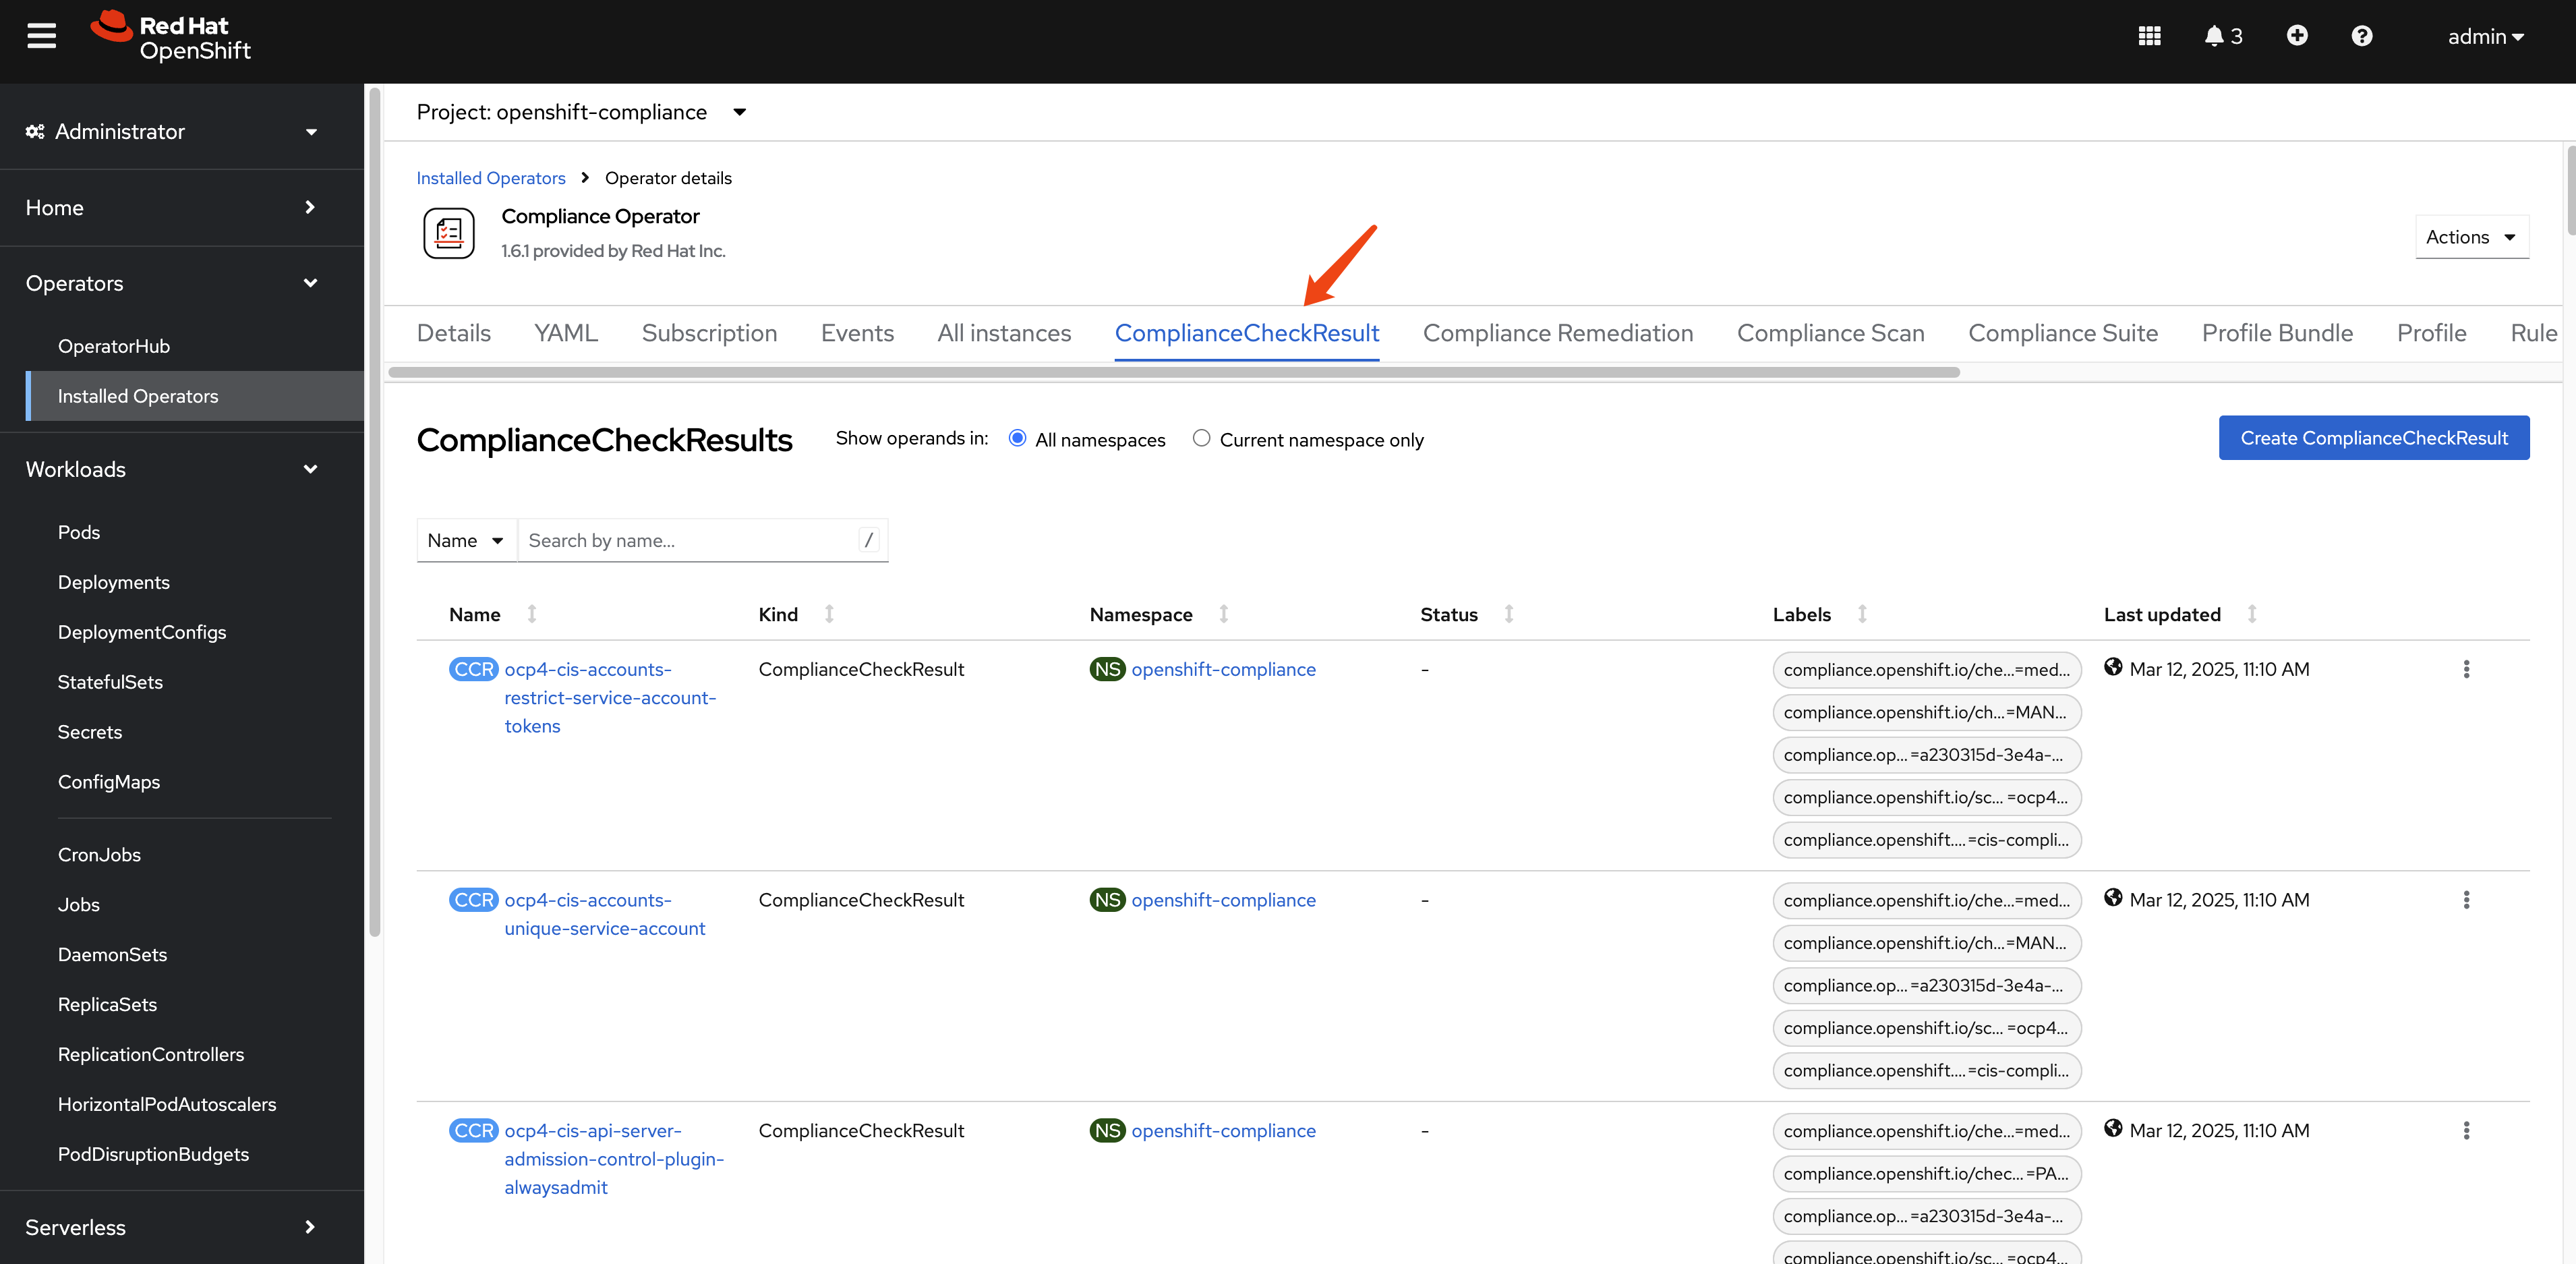 Red Hat
OpenShift
3
admin
Administrator
Home
Operators
OperatorHub
Installed Operators
Workloads
Pods
Deployments
DeploymentConfigs
StatefulSets
Secrets
ConfigMaps
CronJobs
Jobs
DaemonSets
ReplicaSets
ReplicationControllers
HorizontalPodAutoscalers
PodDisruptionBudgets
Serverless
Project: openshift-compliance
Installed Operators > Operator details
Compliance Operator
1.6.1 provided by Red Hat Inc.
Actions
Details YAML Subscription Events All instances ComplianceCheckResult Compliance Remediation Compliance Scan Compliance Suite Profile Bundle Profile Rule
ComplianceCheckResults Show operands in: All namespaces Current namespace only Create ComplianceCheckResult
Name Search by name... /
Name Kind Namespace Status Labels Last updated
CCR ocp4-cis-accounts-
restrict-service-account-
tokens
ComplianceCheckResult
NS openshift-compliance
-
compliance.openshift.io/che...=med...
compliance.openshift.io/ch...=MAN...
compliance.op...=a230315d-3e4a-...
compliance.openshift.io/sc... =ocp4...
compliance.openshift....=cis-compli...
Mar 12, 2025, 11:10 AM
CCR ocp4-cis-accounts-
unique-service-account
ComplianceCheckResult
NS openshift-compliance
-
compliance.openshift.io/che...=med...
compliance.openshift.io/ch...=MAN...
compliance.op...=a230315d-3e4a-...
compliance.openshift.io/sc... =ocp4...
compliance.openshift....=cis-compli...
Mar 12, 2025, 11:10 AM
CCR ocp4-cis-api-server-
admission-control-plugin-
alwaysadmit
ComplianceCheckResult
NS openshift-compliance
-
compliance.openshift.io/che...=med...
compliance.openshift.io/chec... =PA...
compliance.op...=a230315d-3e4a-...
compliance.openshift.io/sc... =ocp4...
Mar 12, 2025, 11:10 AM